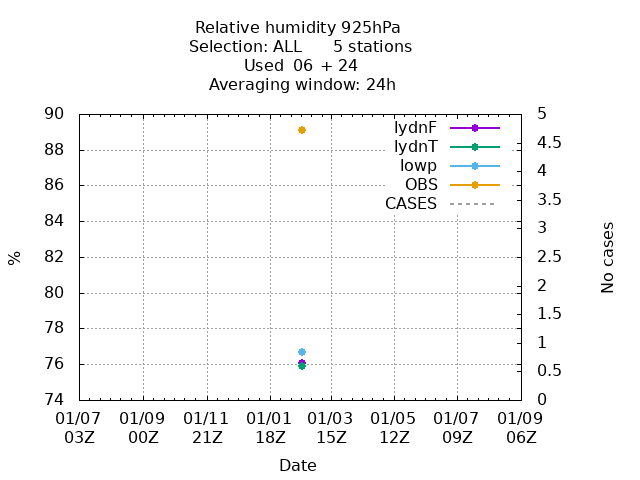 Relative humidity 925hPa
Selection: ALL      5 stations
Used  06 + 24
Averaging window: 24h
90
88
86
84
82
80
78
76
74
%
5
4.5
4
3.5
3
2.5
2
1.5
1
0.5
0
No cases
lydnF
lydnT
lowp
OBS
CASES
01/07 01/09 01/11 01/01 01/03 01/05 01/07 01/09
03Z 00Z 21Z 18Z 15Z 12Z 09Z 06Z
Date